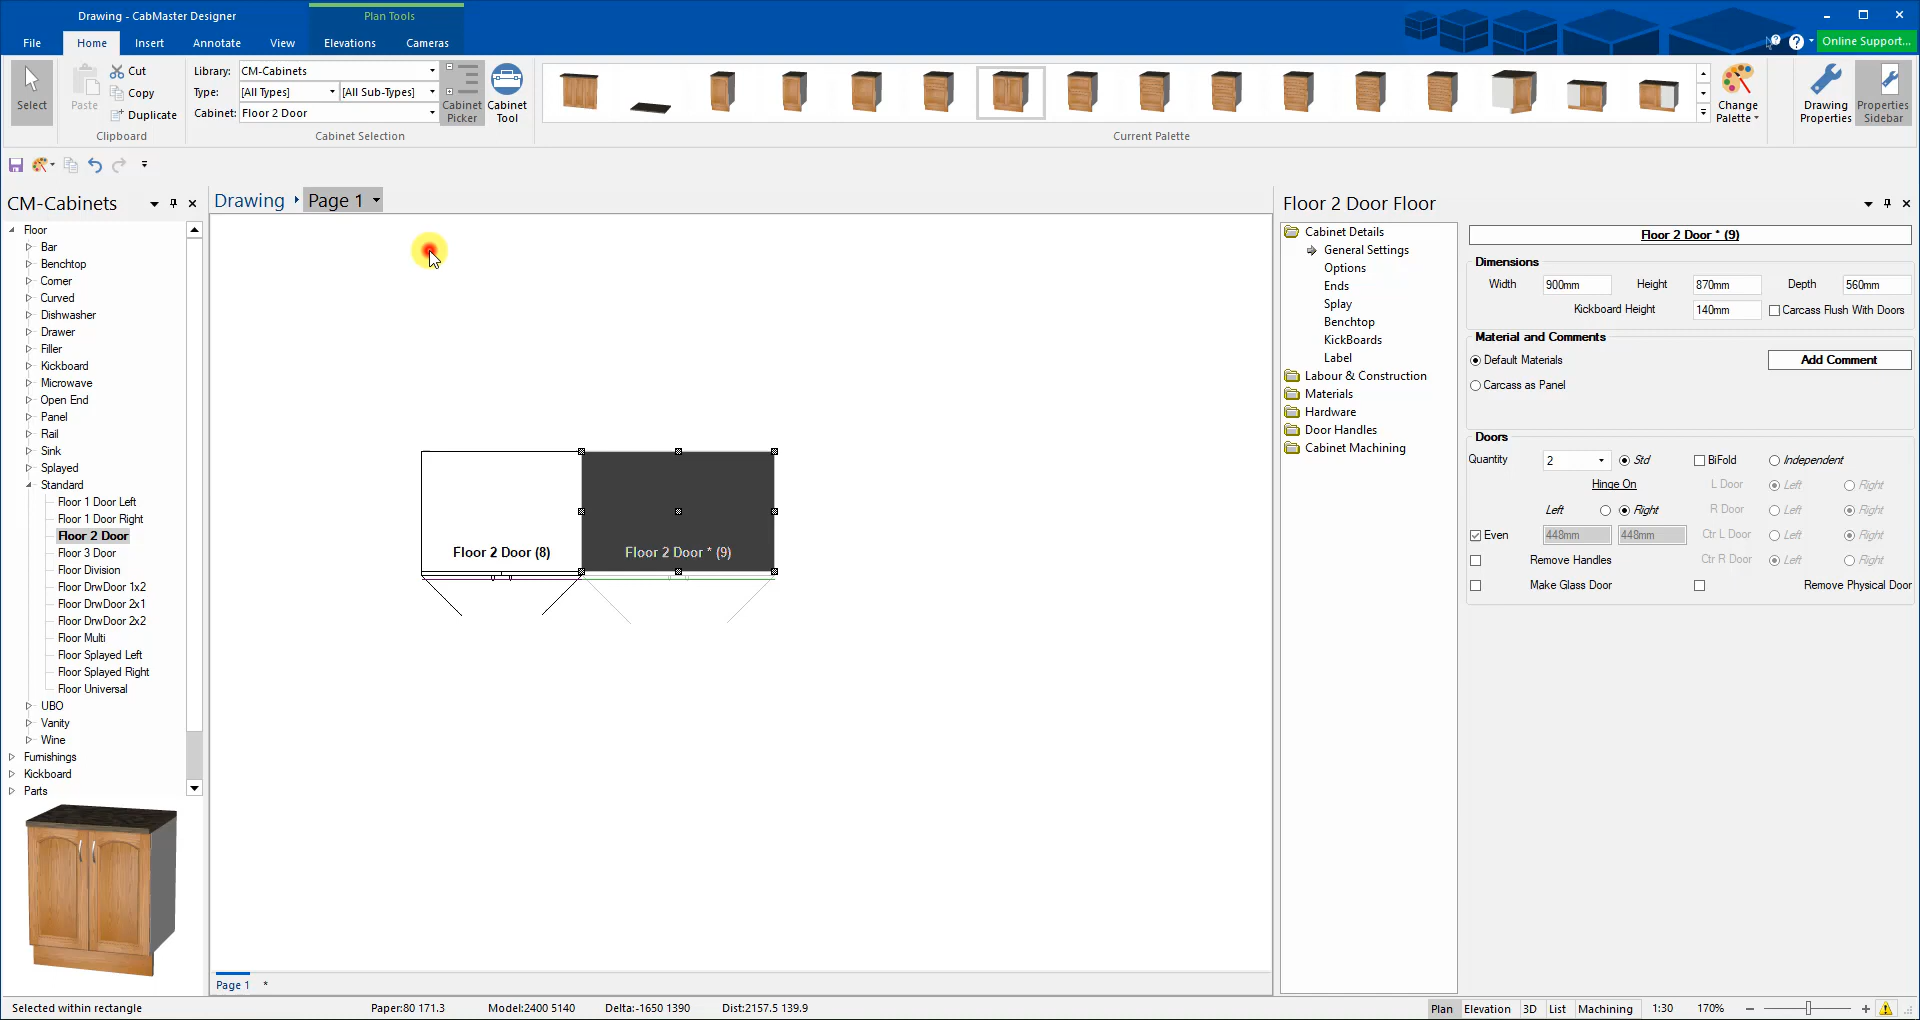 Drawing - CabMaster Designer
Plan Tools
File
Home
Insert
Annotate
View
Elevations
Cameras
Online Support...
Select
Paste
Cut
Copy
Duplicate
Clipboard
Library:
CM-Cabinets
Type:
[All Types]
[All Sub-Types]
Cabinet:
Floor 2 Door
Cabinet Selection
Cabinet
Picker
Cabinet
Tool
Current Palette
Change
Palette
Drawing
Properties
Properties
Sidebar
CM-Cabinets
Floor
Bar
Benchtop
Corner
Curved
Dishwasher
Drawer
Filler
Kickboard
Microwave
Open End
Panel
Rail
Sink
Splayed
Standard
Floor 1 Door Left
Floor 1 Door Right
Floor 2 Door
Floor 3 Door
Floor Division
Floor DrwDoor 1x2
Floor DrwDoor 2x1
Floor DrwDoor 2x2
Floor Multi
Floor Splayed Left
Floor Splayed Right
Floor Universal
UBO
Vanity
Wine
Furnishings
Kickboard
Parts
Drawing
Page 1
Floor 2 Door (8)
Floor 2 Door * (9)
Page 1
*
Floor 2 Door Floor
Cabinet Details
General Settings
Options
Ends
Splay
Benchtop
KickBoards
Label
Labour & Construction
Materials
Hardware
Door Handles
Cabinet Machining
Floor 2 Door * (9)
Dimensions
Width 900mm Height 870mm Depth 560mm
Kickboard Height 140mm Carcass Flush With Doors
Material and Comments
Default Materials
Add Comment
Carcass as Panel
Doors
Quantity 2 Std BiFold Independent
Hinge On L Door Left Right
Left Right R Door Left Right
Even 448mm 448mm Ctr L Door Left Right
Remove Handles Ctr R Door Left Right
Make Glass Door Remove Physical Door
Selected within rectangle
Paper:80 171.3
Model:2400 5140
Delta:-1650 1390
Dist:2157.5 139.9
Plan
Elevation
3D
List
Machining
1:30
170%